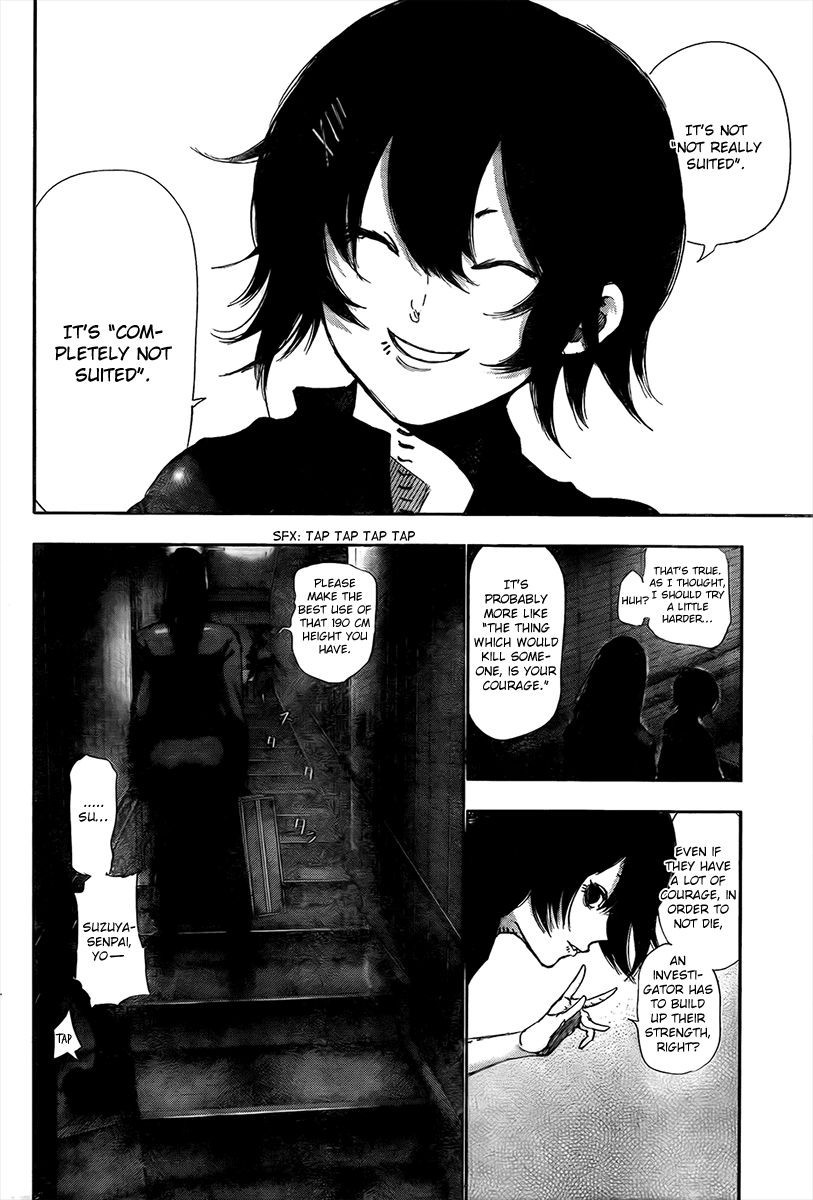 IT'S NOT
"NOT REALLY
SUITED".
IT'S "COM-
PLETELY NOT
SUITED".
SFX: TAP TAP TAP TAP
THAT'S TRUE.
AS I THOUGHT,
I SHOULD TRY
A LITTLE
HARDER...
HUH?
IT'S
PROBABLY
MORE LIKE
"THE THING
WHICH WOULD
KILL SOME-
ONE, IS YOUR
COURAGE."
EVEN IF
THEY HAVE
A LOT OF
COURAGE, IN
ORDER TO
NOT DIE,
AN
INVESTI-
GATOR HAS
TO BUILD
UP THEIR
STRENGTH,
RIGHT?
PLEASE
MAKE THE
BEST USE OF
THAT 190 CM
HEIGHT YOU
HAVE.
タ
タ
タ
.....
SU...
SUZUYA-
SENPAI,
YO—
TAP